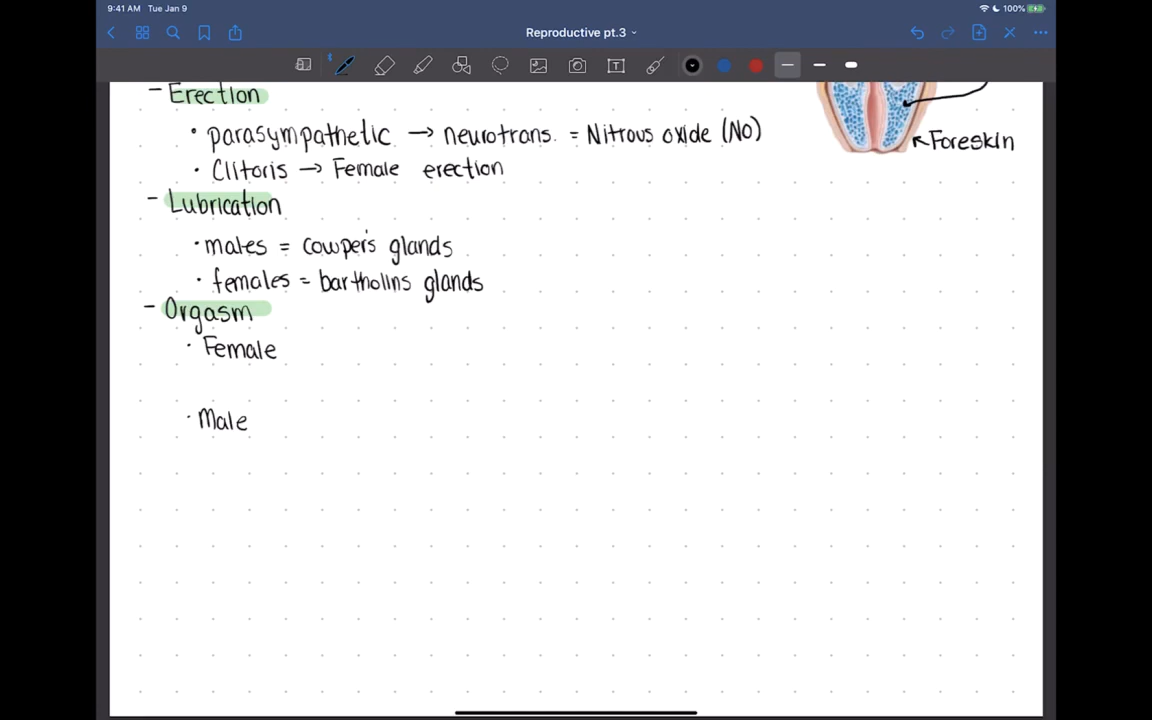 9:41 AM Tue Jan 9
100%
Reproductive pt.3
- Erection
• parasympathetic → neurotrans. = Nitrous oxide (NO)
Foreskin
• Clitoris → Female erection
- Lubrication
• males = cowper's glands
• females = bartholins glands
- Orgasm
• Female
• Male